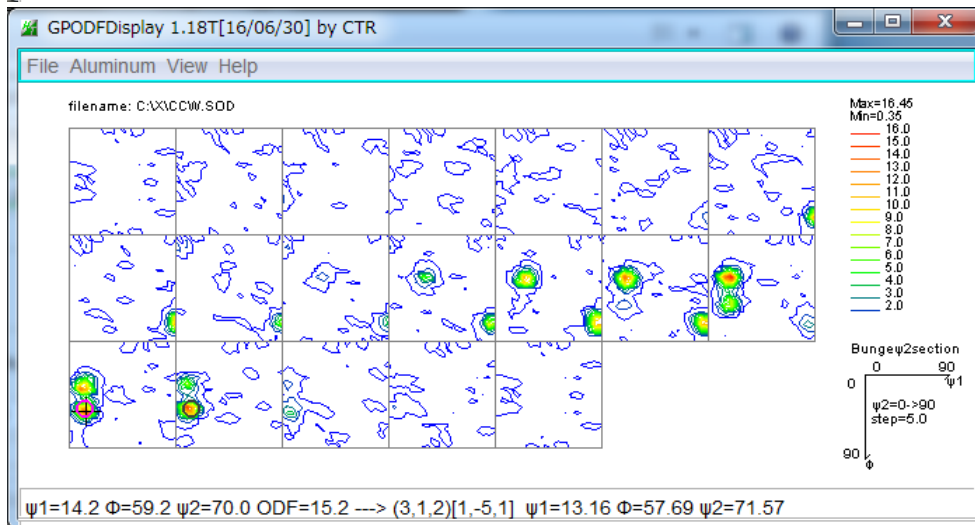 GPODFDisplay 1.18T[16/06/30] by CTR
File Aluminum View Help
filename: C:\X\CCW.SOD
Max=16.45
Min=0.35
16.0
15.0
14.0
13.0
12.0
11.0
10.0
9.0
8.0
7.0
6.0
5.0
4.0
3.0
2.0
Bungeψ2section
0 90
0 ψ1
ψ2=0->90
step=5.0
90
Φ
ψ1=14.2 Φ=59.2 ψ2=70.0 ODF=15.2 ---> (3,1,2)[1,-5,1] ψ1=13.16 Φ=57.69 ψ2=71.57